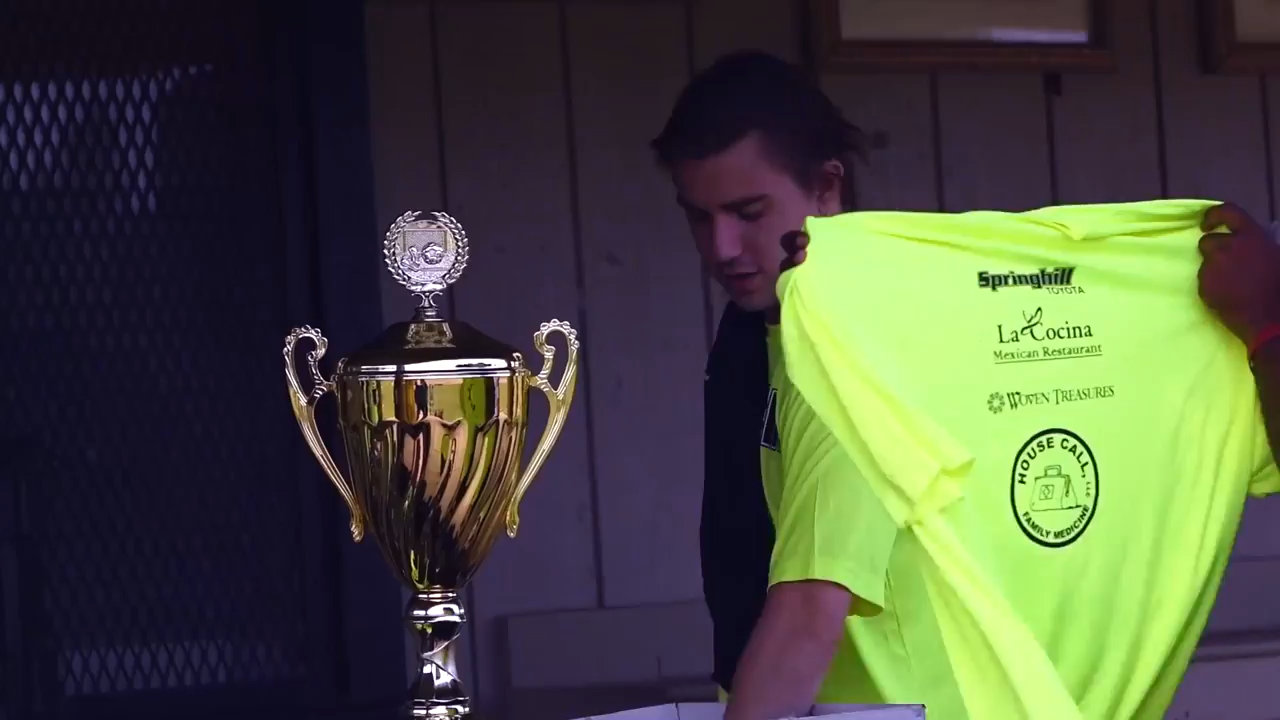 Springhill
TOYOTA
La Cocina
Mexican Restaurant
WOVEN TREASURES
HOUSE CALL, LLC
FAMILY MEDICINE